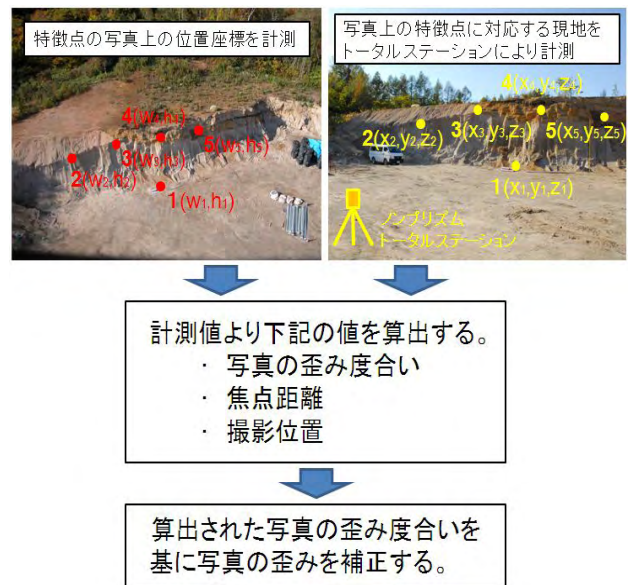 特徴点の写真上の位置座標を計測
4(w₄,h₄)
5(w₅,h₅)
3(w₃,h₃)
2(w₂,h₂)
1(w₁,h₁)
写真上の特徴点に対応する現地を
トータルステーションにより計測
4(x₄,y₄,z₄)
2(x₂,y₂,z₂)
3(x₃,y₃,z₃)
5(x₅,y₅,z₅)
1(x₁,y₁,z₁)
ノンプリズム
トータルステーション
計測値より下記の値を算出する。
・ 写真の歪み度合い
・ 焦点距離
・ 撮影位置
算出された写真の歪み度合いを
基に写真の歪みを補正する。